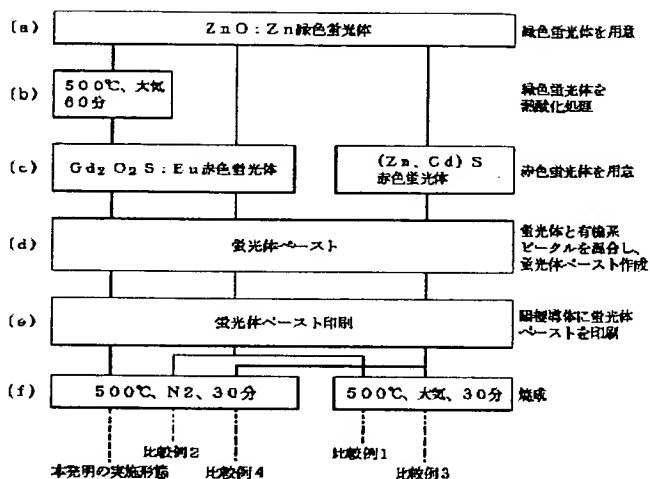 (a)
ZnO:Zn緑色蛍光体
緑色蛍光体を用意
(b)
500℃、大気
60分
緑色蛍光体を
熱酸化処理
(c)
Gd2O2S:Eu赤色蛍光体
(Zn、Cd)S
赤色蛍光体
赤色蛍光体を用意
(d)
蛍光体ペースト
蛍光体と有機系
ビークルを混合し、
蛍光体ペースト作成
(e)
蛍光体ペースト印刷
陽極導体に蛍光体
ペーストを印刷
(f)
500℃、N2、30分
500℃、大気、30分
焼成
比較例2
比較例1
本発明の実施形態
比較例4
比較例3